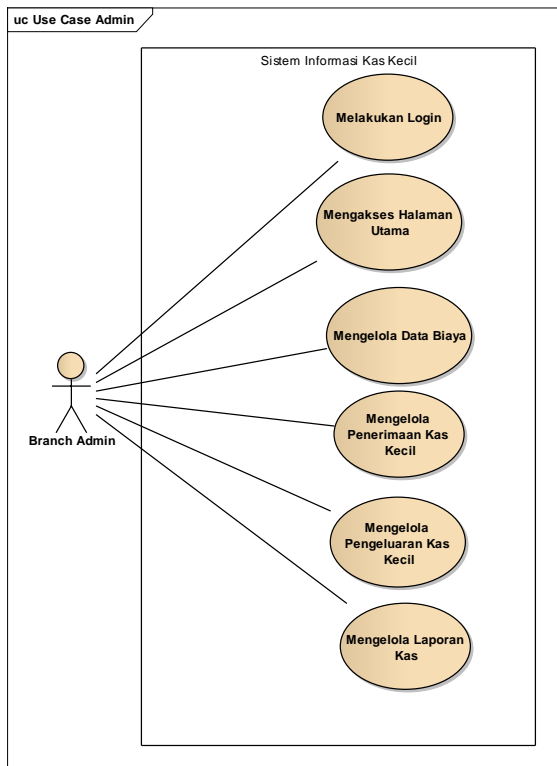 uc Use Case Admin
Sistem Informasi Kas Kecil
Melakukan Login
Mengakses Halaman
Utama
Mengelola Data Biaya
Branch Admin
Mengelola
Penerimaan Kas
Kecil
Mengelola
Pengeluaran Kas
Kecil
Mengelola Laporan
Kas